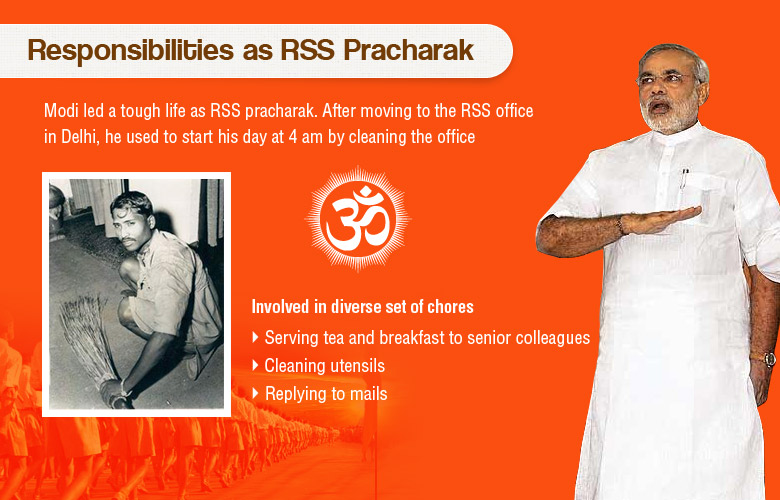 Responsibilities as RSS Pracharak
Modi led a tough life as RSS pracharak. After moving to the RSS office
in Delhi, he used to start his day at 4 am by cleaning the office
ॐ
Involved in diverse set of chores
Serving tea and breakfast to senior colleagues
Cleaning utensils
Replying to mails